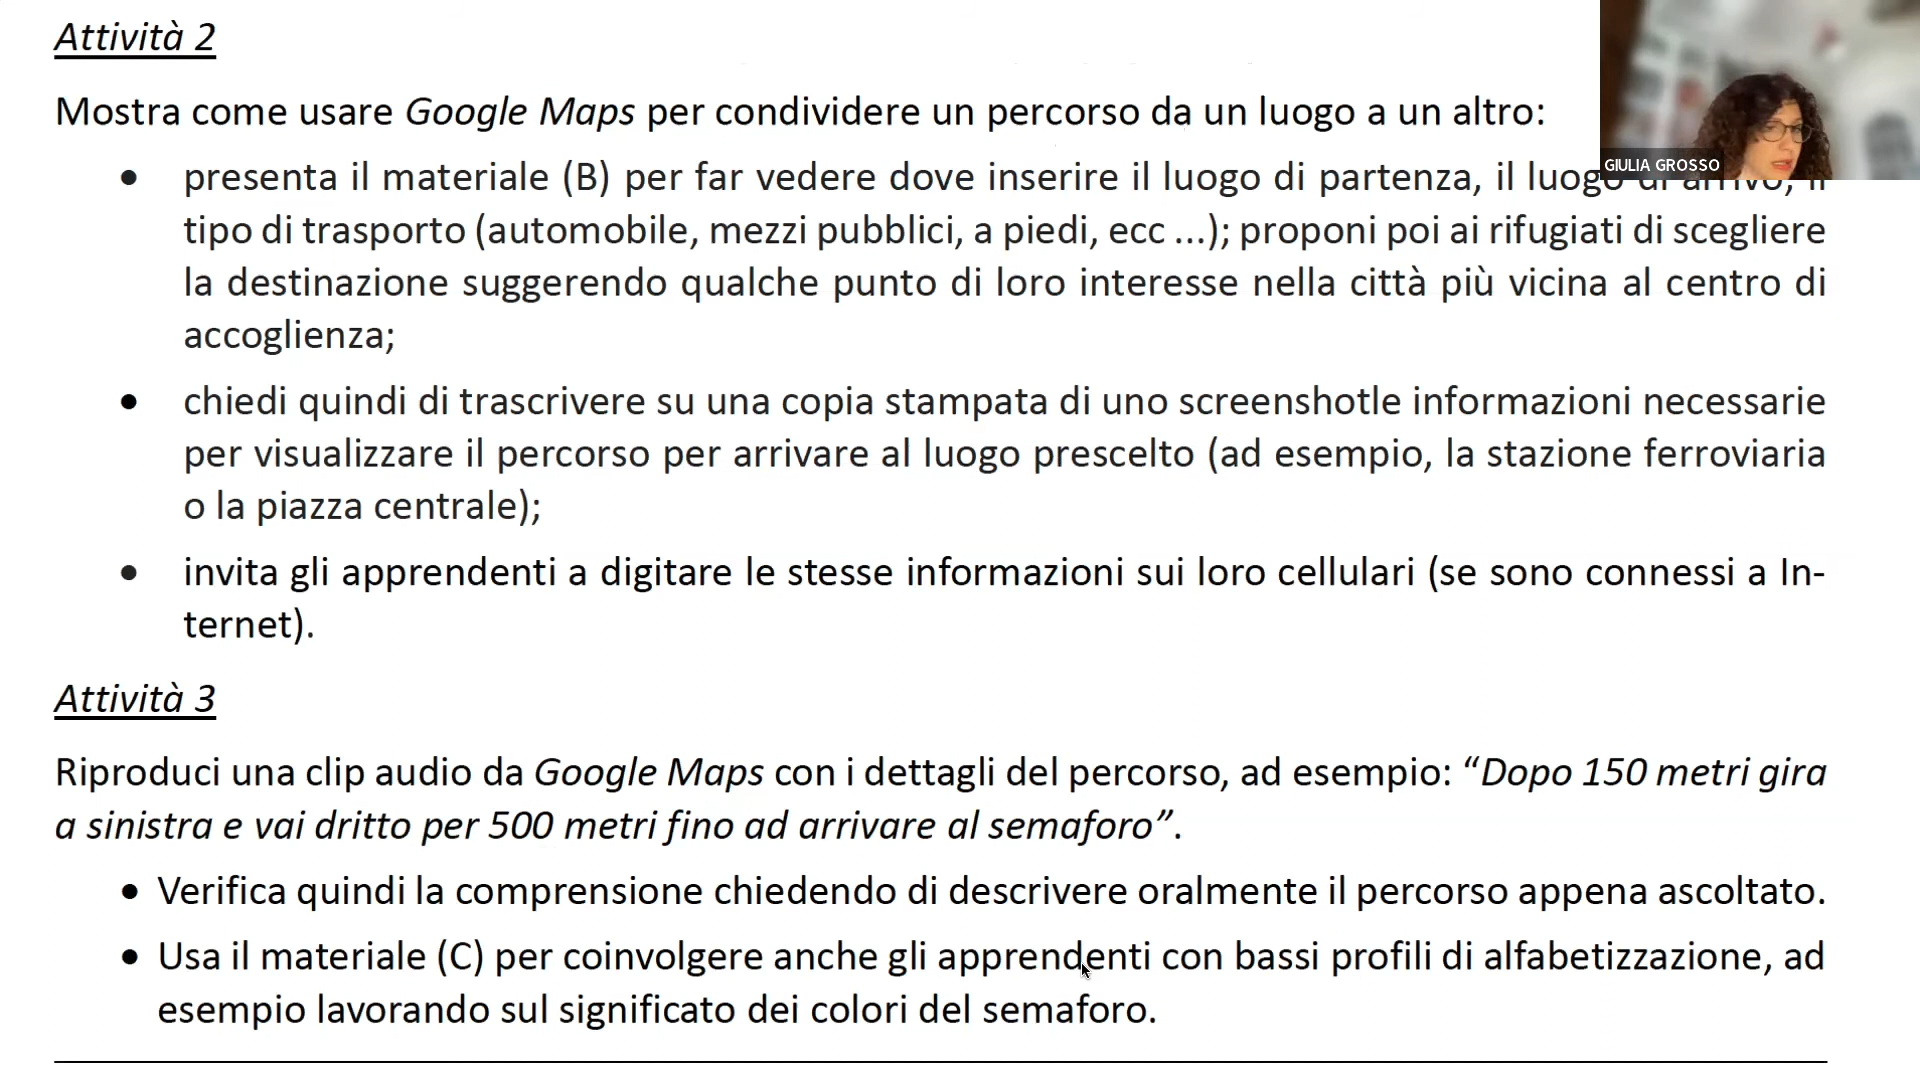 Attività 2
Mostra come usare Google Maps per condividere un percorso da un luogo a un altro:
GIULIA GROSSO
• presenta il materiale (B) per far vedere dove inserire il luogo di partenza, il luogo di arrivo, il
tipo di trasporto (automobile, mezzi pubblici, a piedi, ecc ...); proponi poi ai rifugiati di scegliere
la destinazione suggerendo qualche punto di loro interesse nella città più vicina al centro di
accoglienza;
• chiedi quindi di trascrivere su una copia stampata di uno screenshotle informazioni necessarie
per visualizzare il percorso per arrivare al luogo prescelto (ad esempio, la stazione ferroviaria
o la piazza centrale);
• invita gli apprendenti a digitare le stesse informazioni sui loro cellulari (se sono connessi a In-
ternet).
Attività 3
Riproduci una clip audio da Google Maps con i dettagli del percorso, ad esempio: “Dopo 150 metri gira
a sinistra e vai dritto per 500 metri fino ad arrivare al semaforo”.
• Verifica quindi la comprensione chiedendo di descrivere oralmente il percorso appena ascoltato.
• Usa il materiale (C) per coinvolgere anche gli apprendenti con bassi profili di alfabetizzazione, ad
esempio lavorando sul significato dei colori del semaforo.